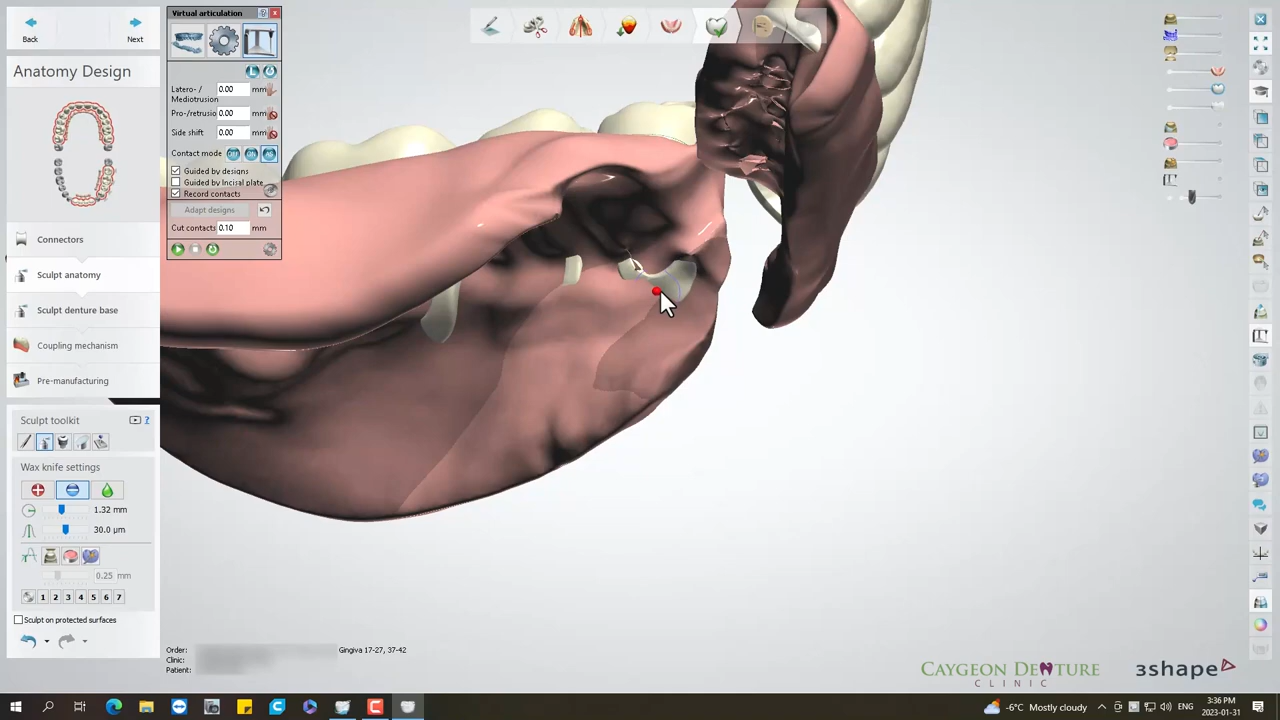 Back
Next
Virtual articulation
?
Anatomy Design
Latero- /
Mediotrusion
0.00
mm
Pro-/retrusio
0.00
mm
Side shift
0.00
mm
Contact mode
OFF
ON
AS
Guided by designs
Guided by Incisal plate
Record contacts
Adapt designs
Cut contacts
0.10
mm
Connectors
Sculpt anatomy
Sculpt denture base
Coupling mechanism
Pre-manufacturing
Sculpt toolkit
?
Wax knife settings
1.32 mm
30.0 µm
0.25 mm
1 2 3 4 5 6 7
Sculpt on protected surfaces
Order:
Gingiva 17-27, 37-42
Clinic:
Patient:
CAYGEON DENTURE
CLINIC
3shape
-6°C Mostly cloudy
ENG
3:36 PM
2023-01-31